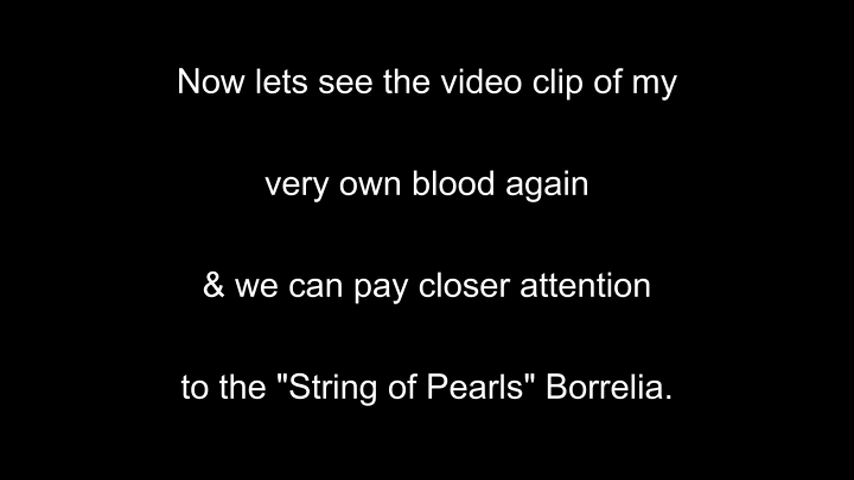 Now lets see the video clip of my
very own blood again
& we can pay closer attention
to the "String of Pearls" Borrelia.